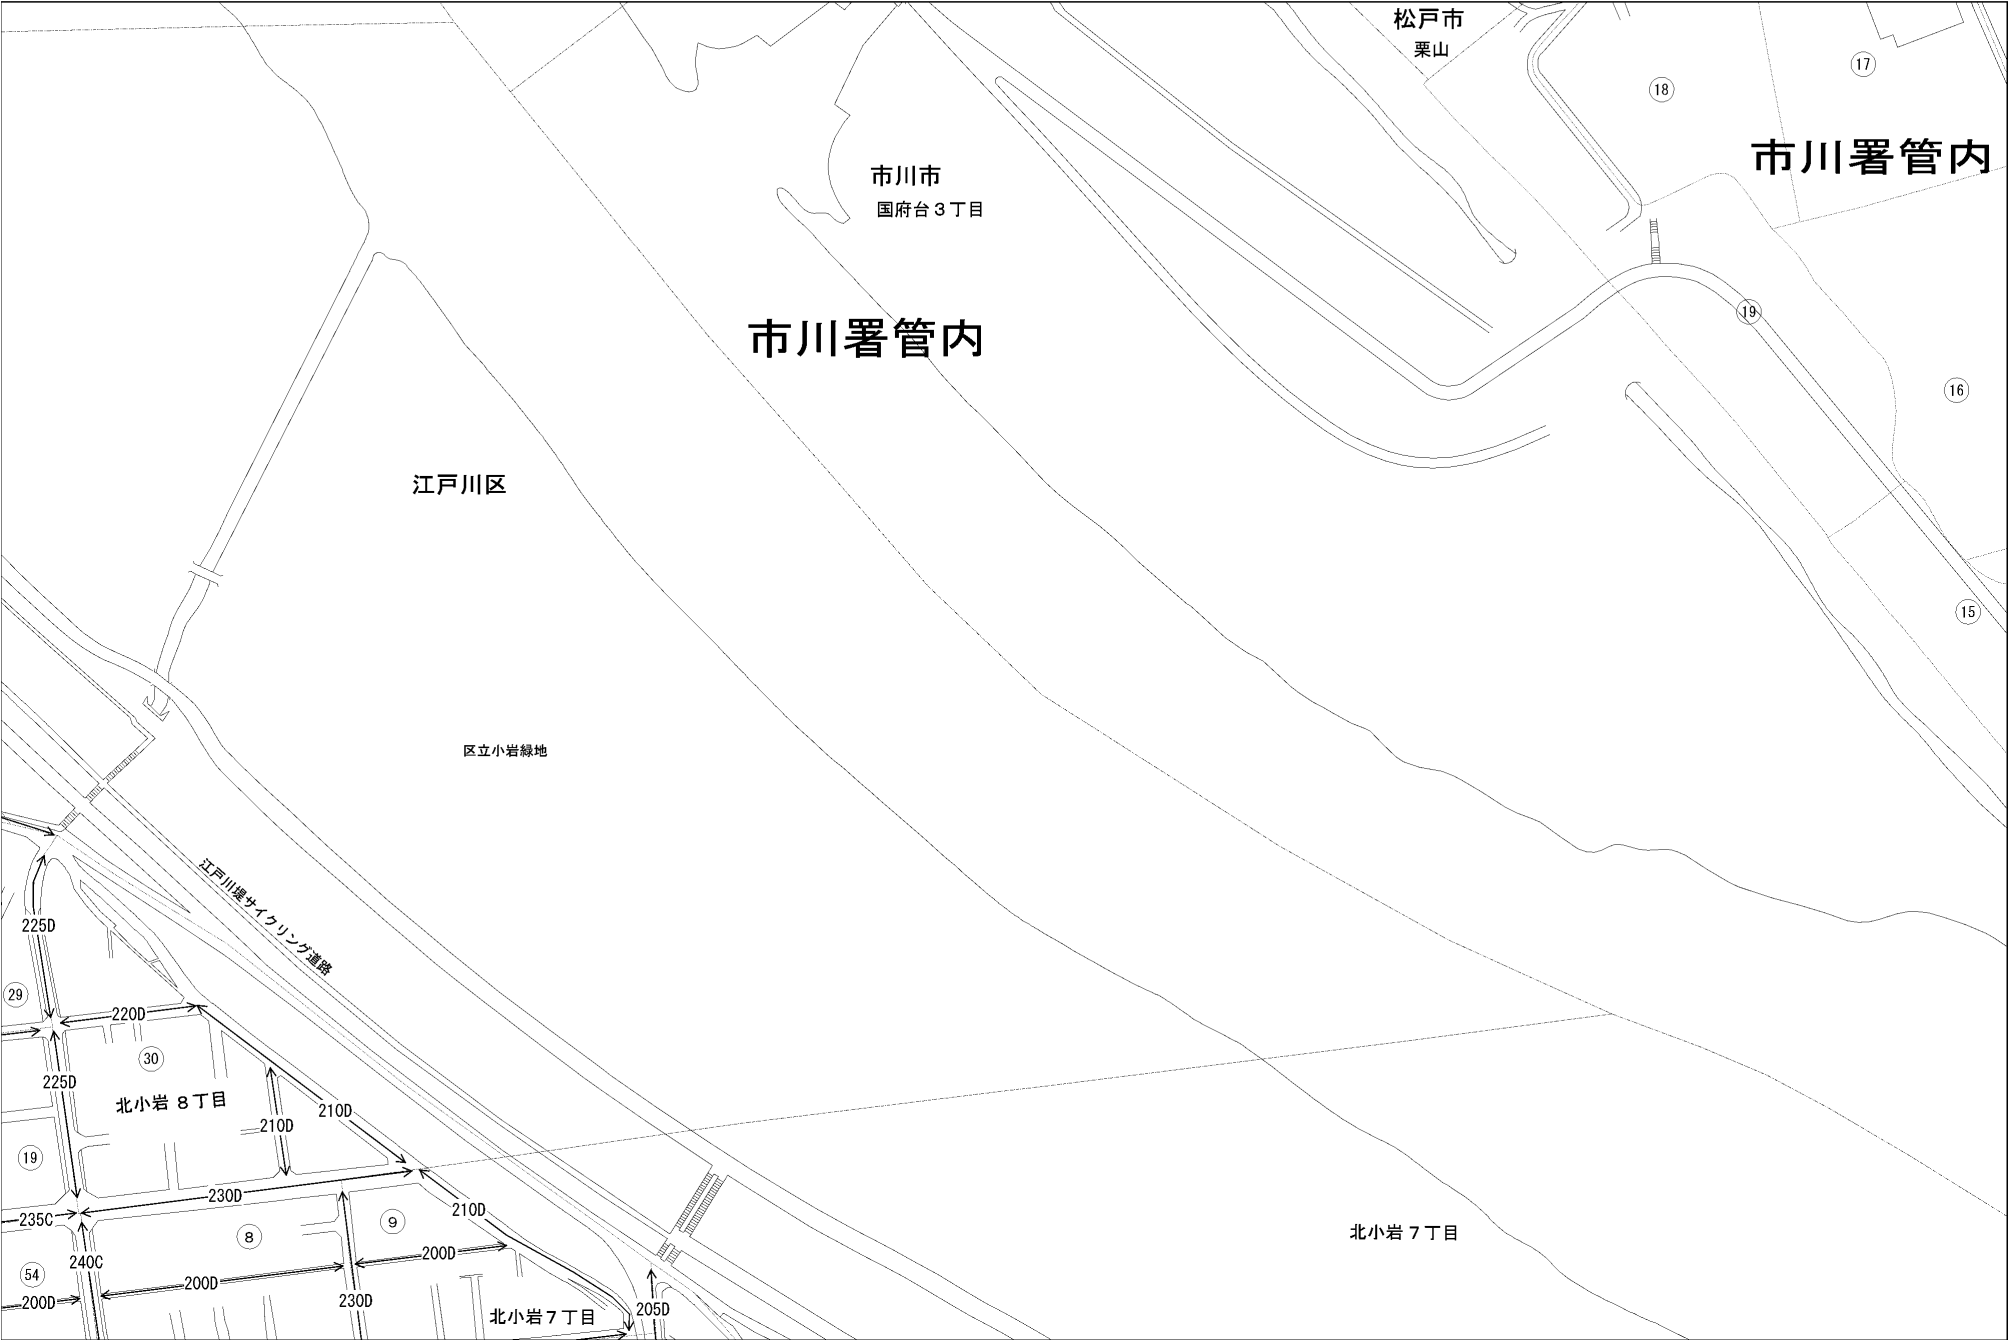 松戸市
栗山
17
18
市川署管内
市川市
国府台３丁目
19
市川署管内
16
江戸川区
15
区立小岩緑地
江戸川堤サイクリング道路
225D
29
220D
30
225D
北小岩 ８丁目
210D
210D
19
230D
210D
235C
9
8
北小岩 ７丁目
200D
240C
54
200D
200D
230D
205D
北小岩７丁目